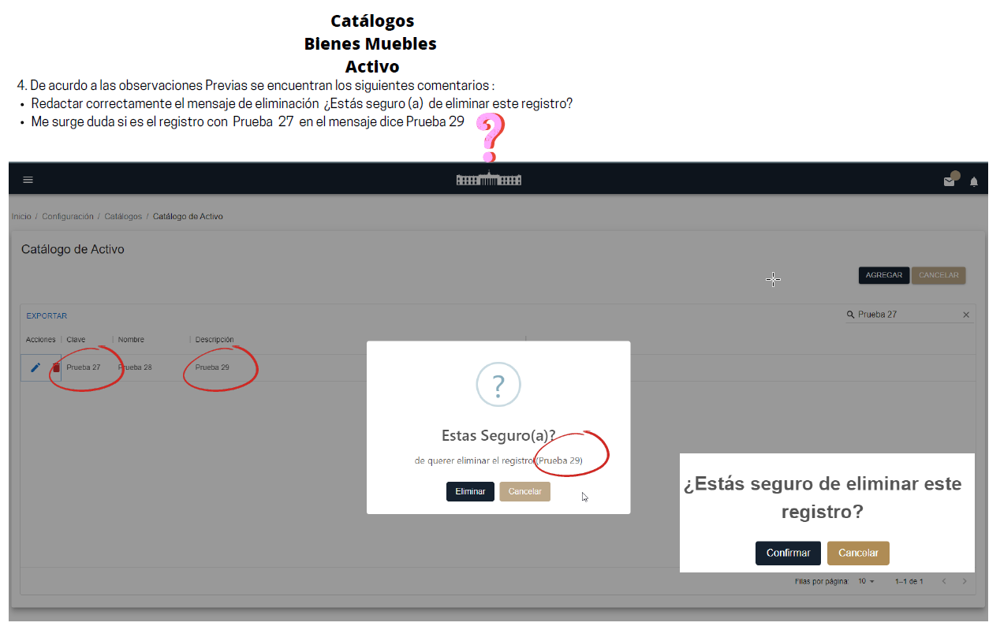 Catálogos
Bienes Muebles
Activo
4. De acurdo a las observaciones Previas se encuentran los siguientes comentarios :
• Redactar correctamente el mensaje de eliminación ¿Estás seguro (a) de eliminar este registro?
• Me surge duda si es el registro con Prueba 27 en el mensaje dice Prueba 29
?
Inicio / Configuración / Catálogos / Catálogo de Activo
Catálogo de Activo
AGREGAR CANCELAR
EXPORTAR
Prueba 27
Acciones Clave Nombre Descripción
Prueba 27 Prueba 28 Prueba 29
?
Estas Seguro(a)?
de querer eliminar el registro (Prueba 29)
Eliminar Cancelar
¿Estás seguro de eliminar este
registro?
Confirmar Cancelar
Filas por página: 10 1–1 de 1